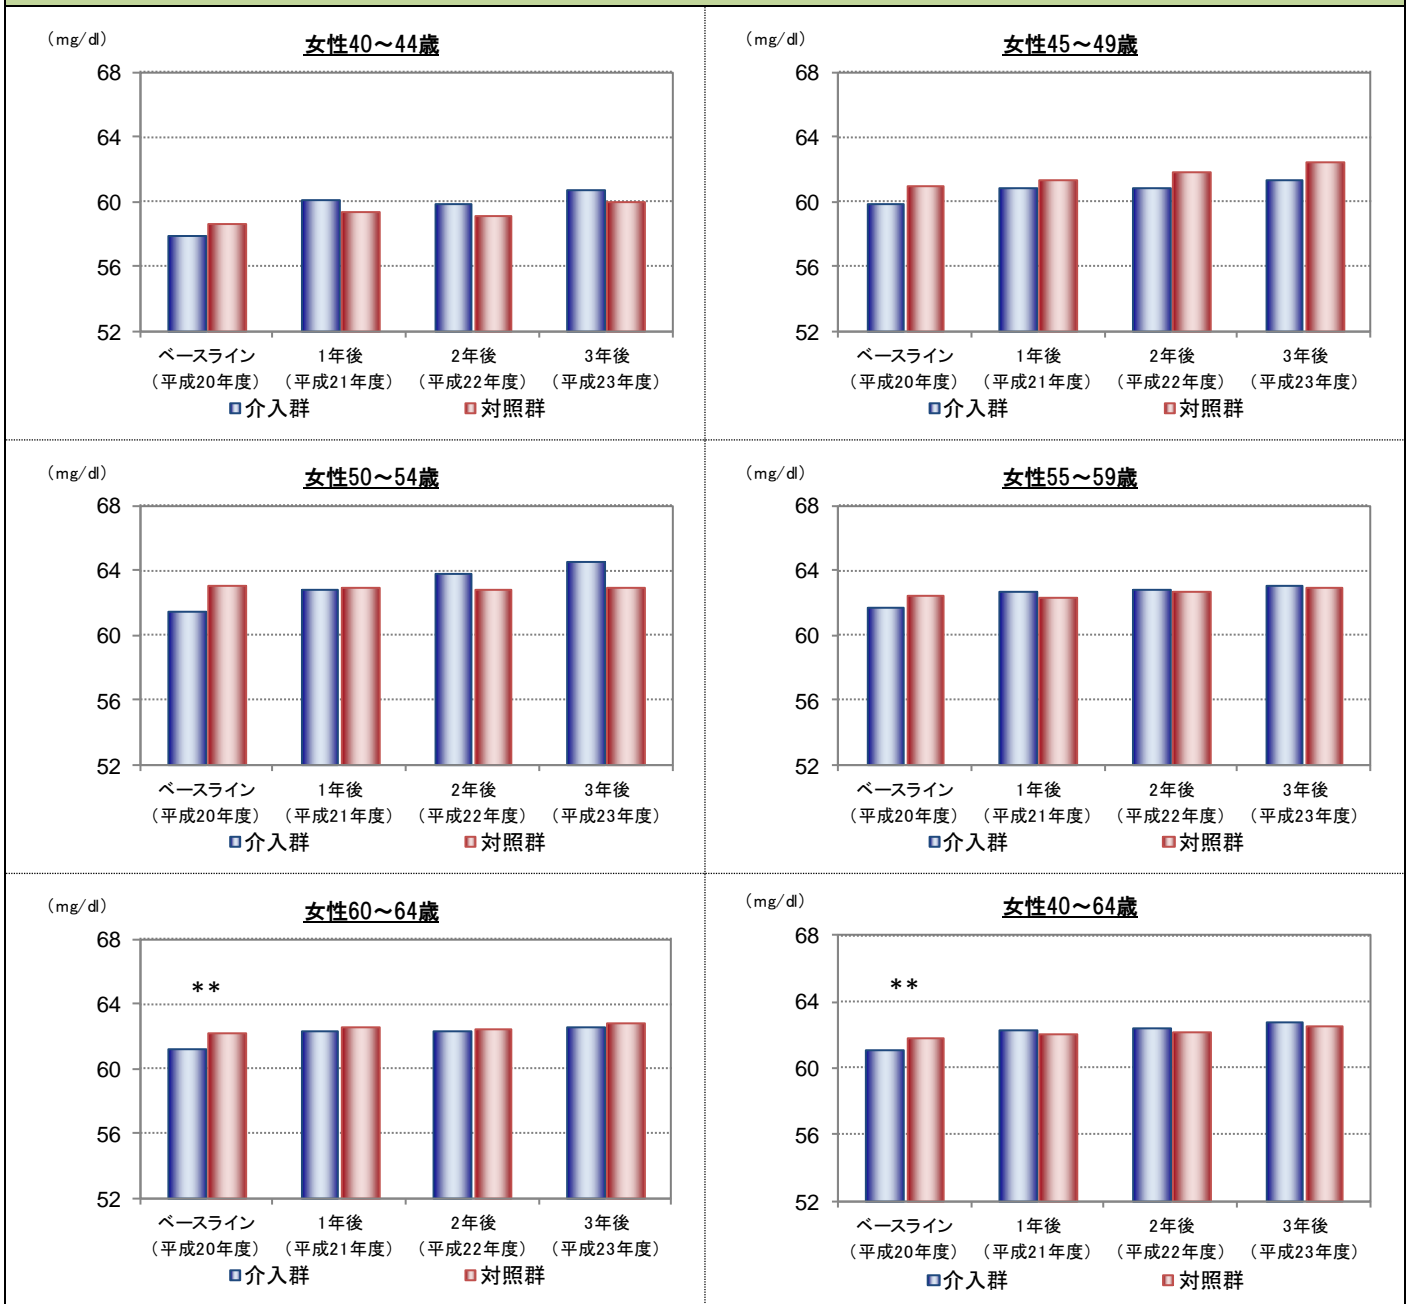 (mg/dl)
女性40～44歳
68
64
60
56
52
ベースライン 1年後 2年後 3年後
（平成20年度） （平成21年度） （平成22年度） （平成23年度）
介入群 対照群
(mg/dl)
女性45～49歳
68
64
60
56
52
ベースライン 1年後 2年後 3年後
（平成20年度） （平成21年度） （平成22年度） （平成23年度）
介入群 対照群
(mg/dl)
女性50～54歳
68
64
60
56
52
ベースライン 1年後 2年後 3年後
（平成20年度） （平成21年度） （平成22年度） （平成23年度）
介入群 対照群
(mg/dl)
女性55～59歳
68
64
60
56
52
ベースライン 1年後 2年後 3年後
（平成20年度） （平成21年度） （平成22年度） （平成23年度）
介入群 対照群
(mg/dl)
女性60～64歳
68
**
64
60
56
52
ベースライン 1年後 2年後 3年後
（平成20年度） （平成21年度） （平成22年度） （平成23年度）
介入群 対照群
(mg/dl)
女性40～64歳
68
**
64
60
56
52
ベースライン 1年後 2年後 3年後
（平成20年度） （平成21年度） （平成22年度） （平成23年度）
介入群 対照群